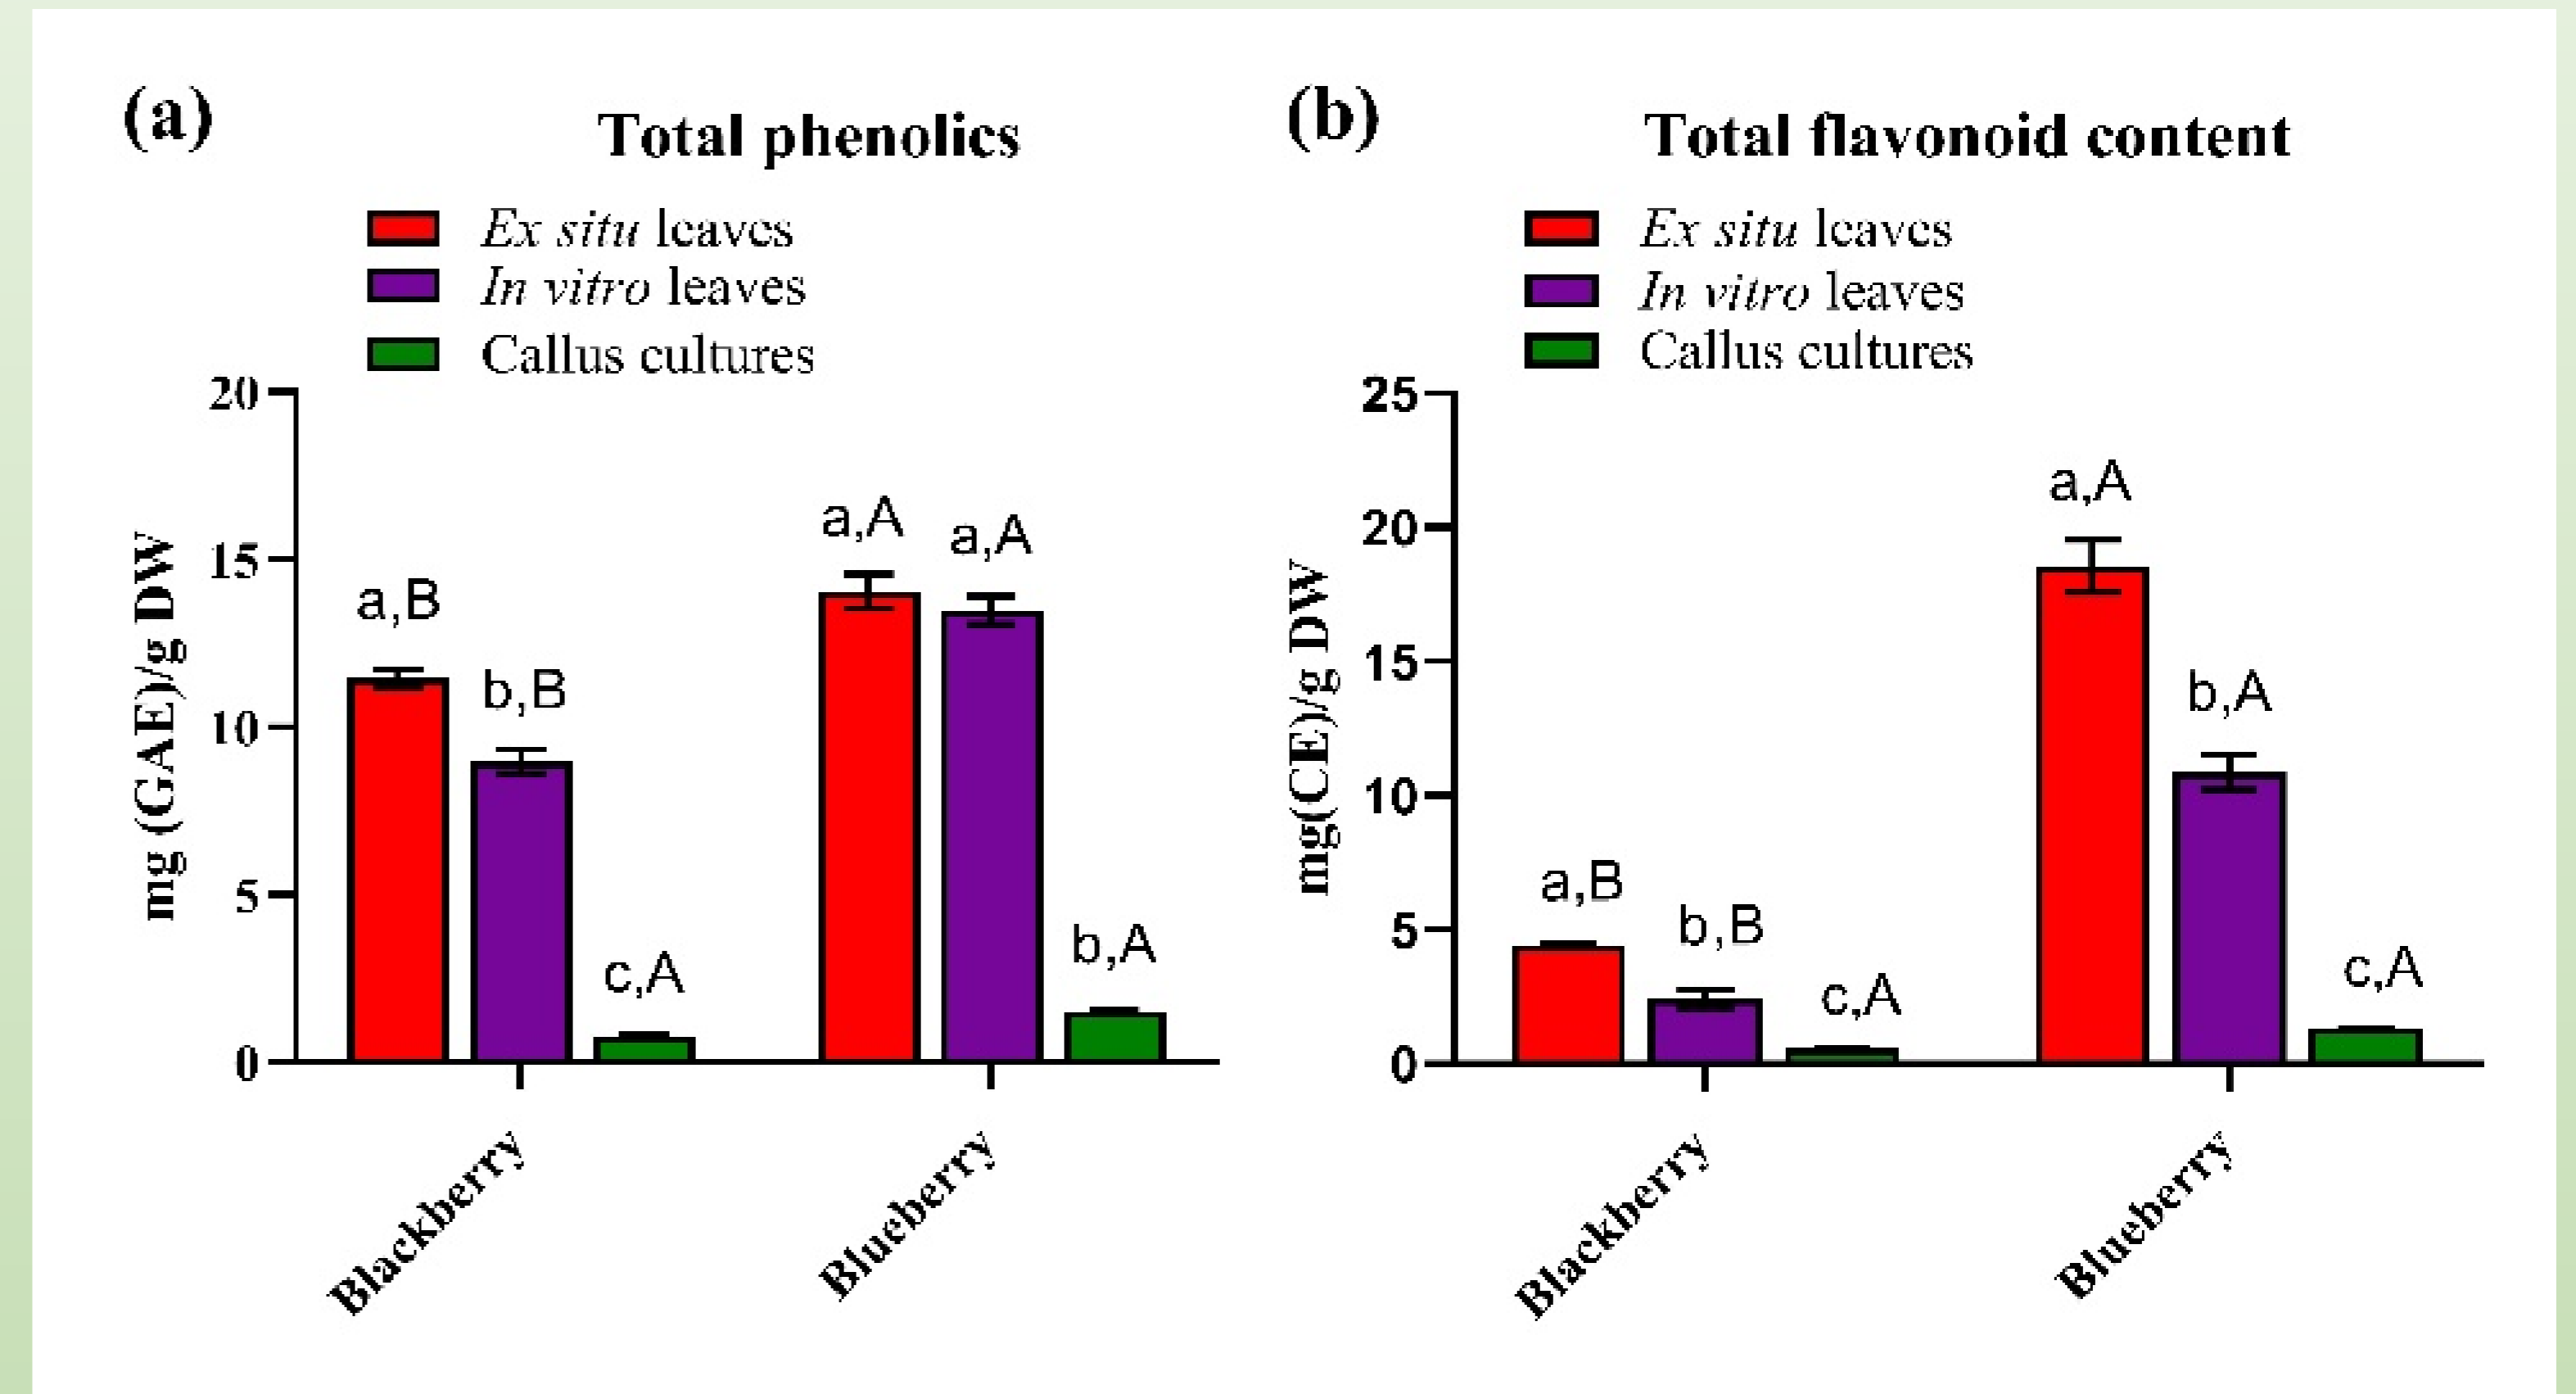 (a)
Total phenolics
Ex situ leaves
In vitro leaves
Callus cultures
mg (GAE)/g DW
20
15
10
5
0
a,B
b,B
c,A
a,A
a,A
b,A
Blackberry
Blueberry
(b)
Total flavonoid content
Ex situ leaves
In vitro leaves
Callus cultures
mg(CE)/g DW
25
20
15
10
5
0
a,B
b,B
c,A
a,A
b,A
c,A
Blackberry
Blueberry